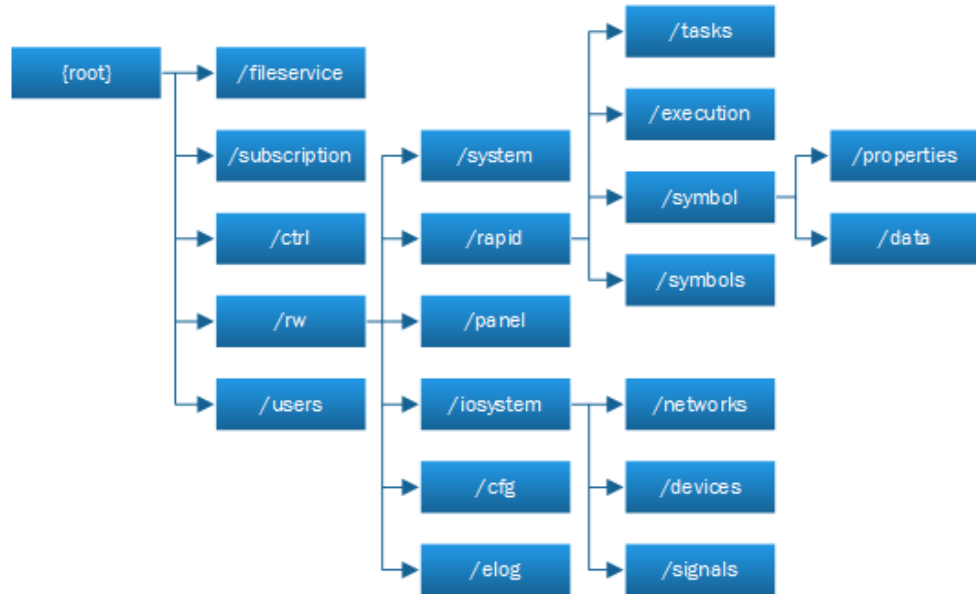 {root}
/fileservice
/subscription
/ctrl
/rw
/users
/system
/rapid
/panel
/iosystem
/cfg
/elog
/tasks
/execution
/symbol
/symbols
/networks
/devices
/signals
/properties
/data